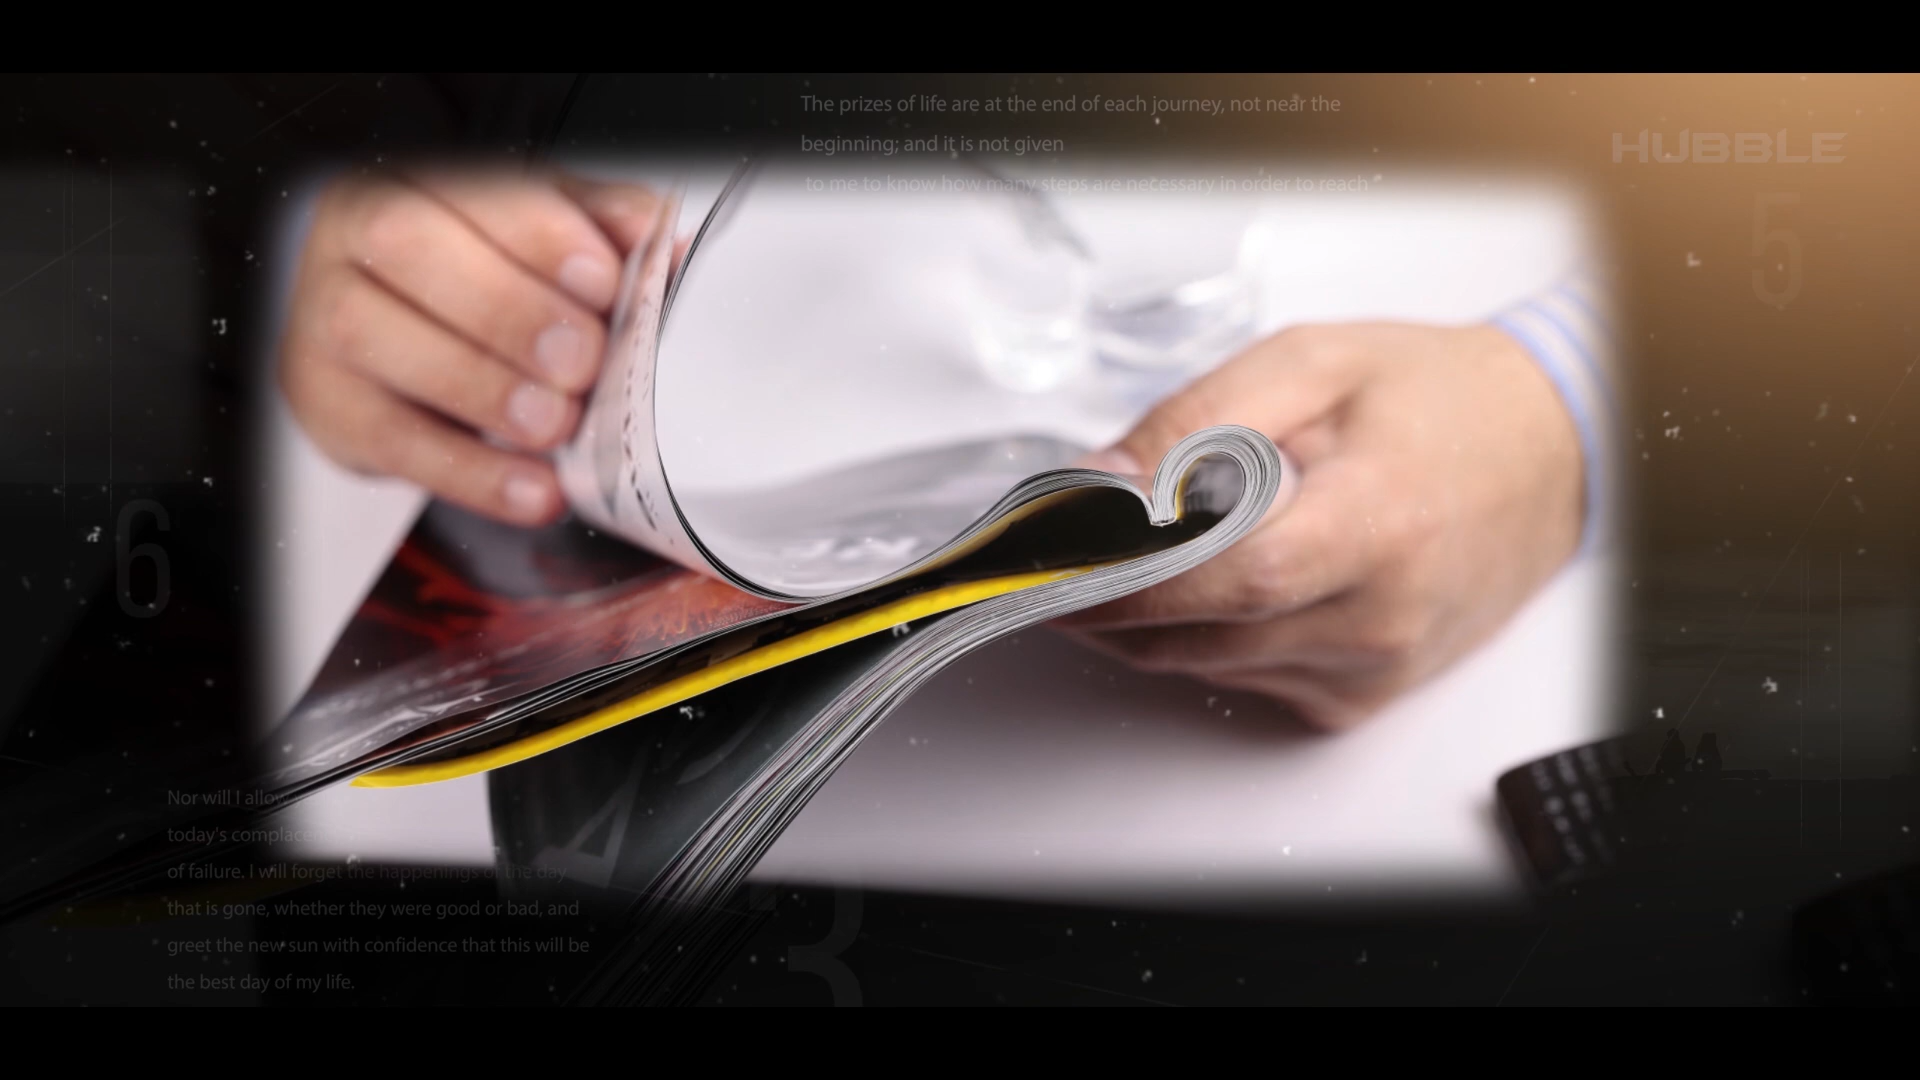 The prizes of life are at the end of each journey, not near the
beginning; and it is not given
to me to know how many steps are necessary in order to reach
HUBBLE
5
6
Nor will I allow
today's complace
of failure. I will forget the happenings of the day
that is gone, whether they were good or bad, and
greet the new sun with confidence that this will be
the best day of my life.
3